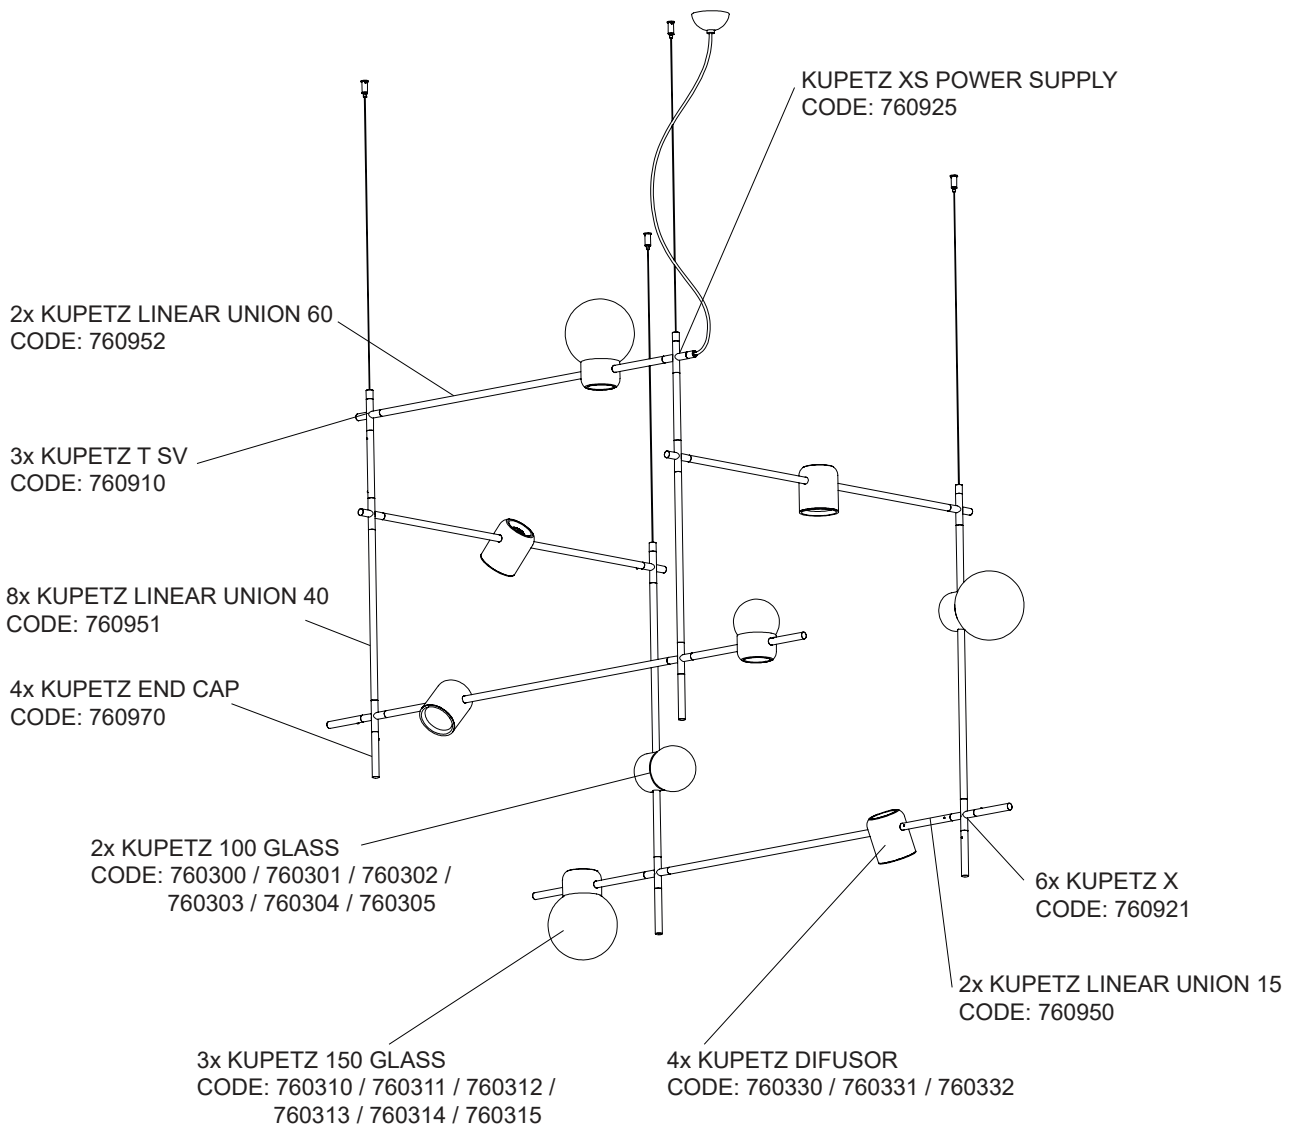 KUPETZ XS POWER SUPPLY
CODE: 760925
2x KUPETZ LINEAR UNION 60
CODE: 760952
3x KUPETZ T SV
CODE: 760910
8x KUPETZ LINEAR UNION 40
CODE: 760951
4x KUPETZ END CAP
CODE: 760970
2x KUPETZ 100 GLASS
CODE: 760300 / 760301 / 760302 /
760303 / 760304 / 760305
6x KUPETZ X
CODE: 760921
2x KUPETZ LINEAR UNION 15
CODE: 760950
3x KUPETZ 150 GLASS
CODE: 760310 / 760311 / 760312 /
760313 / 760314 / 760315
4x KUPETZ DIFUSOR
CODE: 760330 / 760331 / 760332